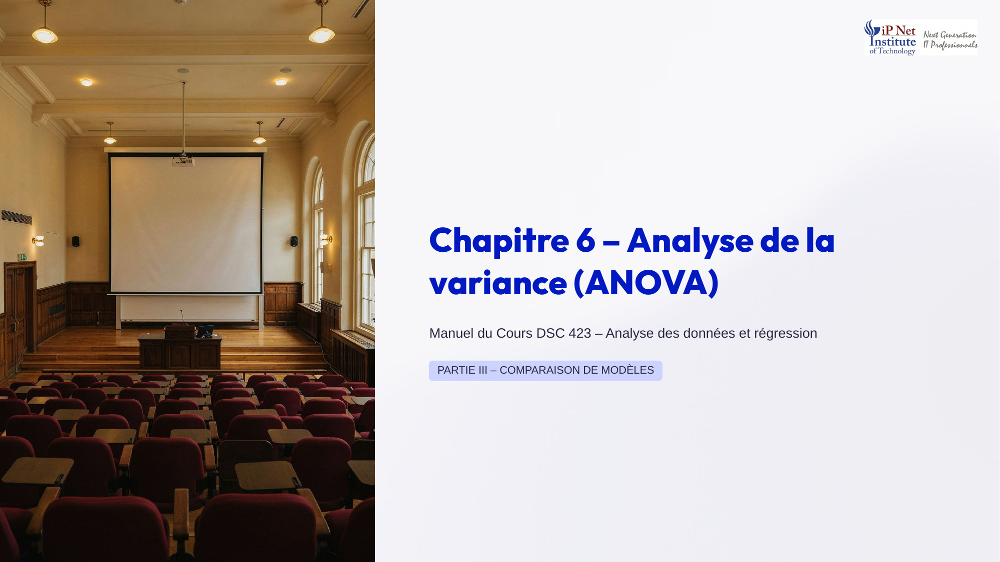 iP Net
Institute
of Technology
Next Generation
IT Professionnels
Chapitre 6 – Analyse de la
variance (ANOVA)
Manuel du Cours DSC 423 – Analyse des données et régression
PARTIE III – COMPARAISON DE MODÈLES